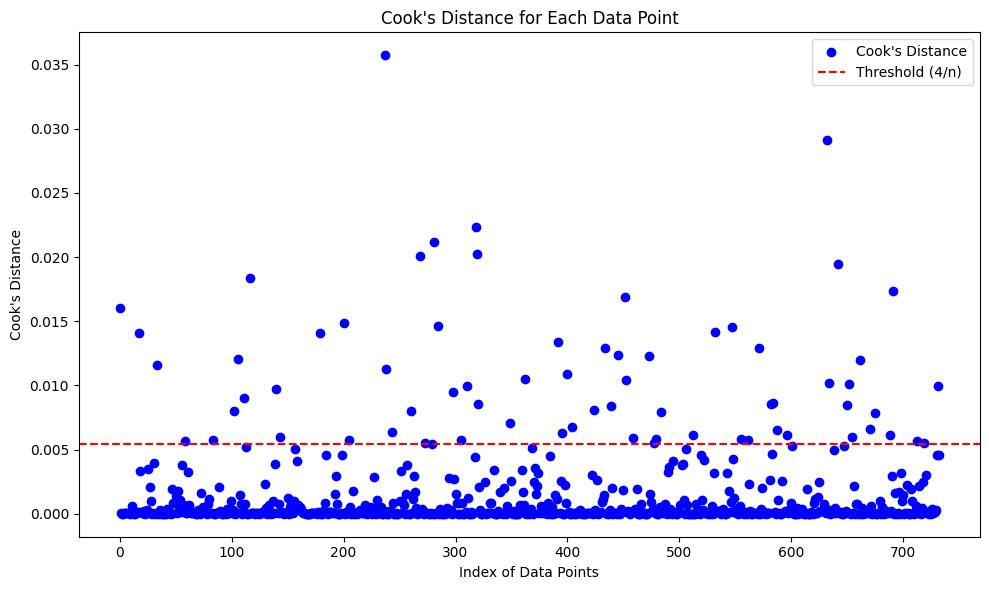 Cook's Distance for Each Data Point
Cook's Distance
Threshold (4/n)
Cook's Distance
0.035
0.030
0.025
0.020
0.015
0.010
0.005
0.000
0 100 200 300 400 500 600 700
Index of Data Points